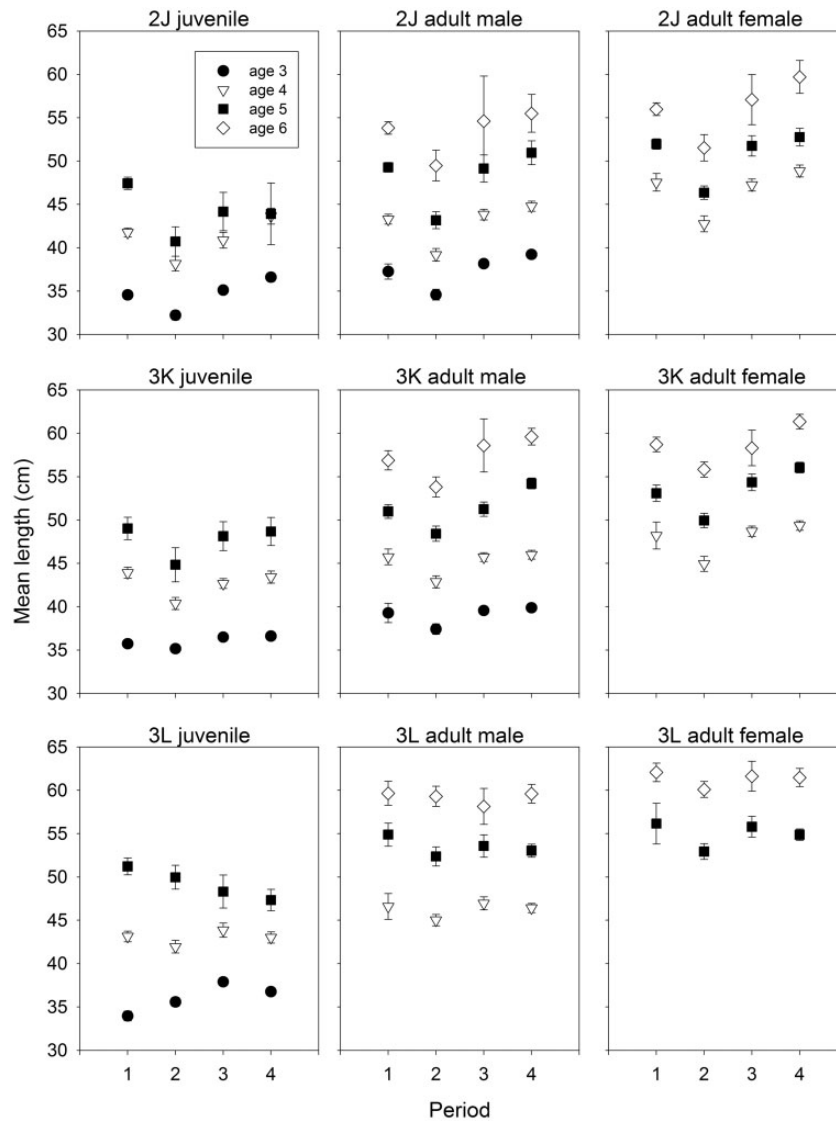 2J juvenile
2J adult male
2J adult female
65
60
55
50
45
40
35
30
age 3
age 4
age 5
age 6
3K juvenile
3K adult male
3K adult female
65
60
55
50
45
40
35
30
Mean length (cm)
3L juvenile
3L adult male
3L adult female
65
60
55
50
45
40
35
30
1 2 3 4
1 2 3 4
1 2 3 4
Period